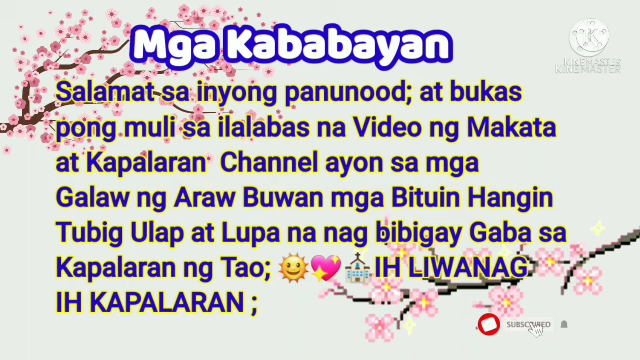 Mga Kababayan
KINEMASTER
KINEMASTER
Salamat sa inyong panunood; at bukas
pong muli sa ilalabas na Video ng Makata
at Kapalaran Channel ayon sa mga
Galaw ng Araw Buwan mga Bituin Hangin
Tubig Ulap at Lupa na nag bibigay Gaba sa
Kapalaran ng Tao; 🌞💖⛪IH LIWANAG
IH KAPALARAN ;
SUBSCRIBED